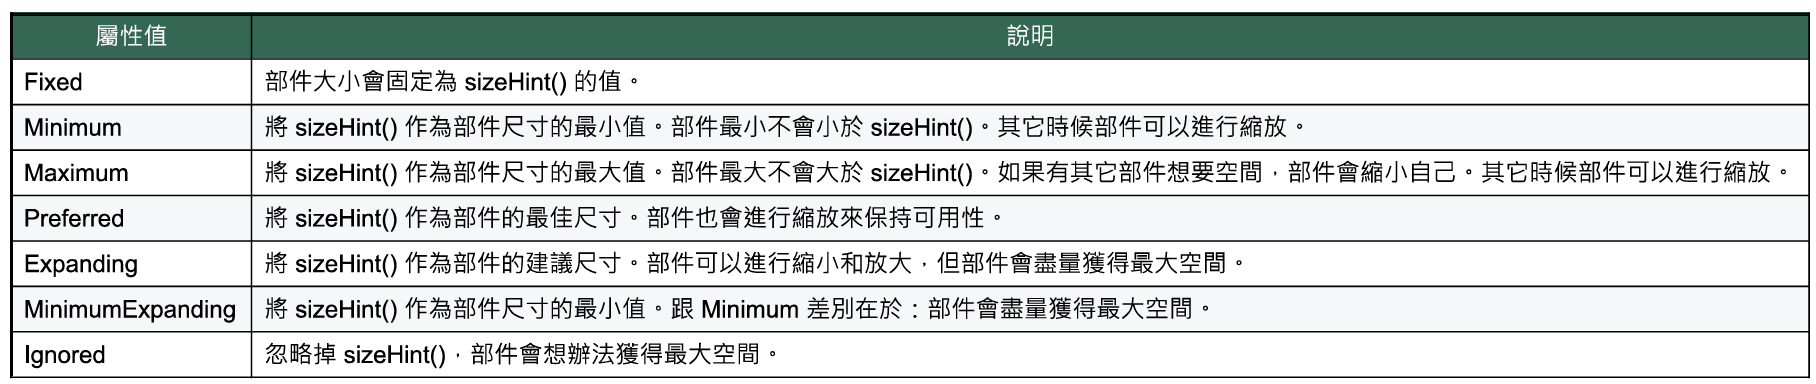 屬性值 說明
Fixed 部件大小會固定為 sizeHint() 的值。
Minimum 將 sizeHint() 作為部件尺寸的最小值。部件最小不會小於 sizeHint()。其它時候部件可以進行縮放。
Maximum 將 sizeHint() 作為部件尺寸的最大值。部件最大不會大於 sizeHint()。如果有其它部件想要空間，部件會縮小自己。其它時候部件可以進行縮放。
Preferred 將 sizeHint() 作為部件的最佳尺寸。部件也會進行縮放來保持可用性。
Expanding 將 sizeHint() 作為部件的建議尺寸。部件可以進行縮小和放大，但部件會盡量獲得最大空間。
MinimumExpanding 將 sizeHint() 作為部件尺寸的最小值。跟 Minimum 差別在於：部件會盡量獲得最大空間。
Ignored 忽略掉 sizeHint()，部件會想辦法獲得最大空間。